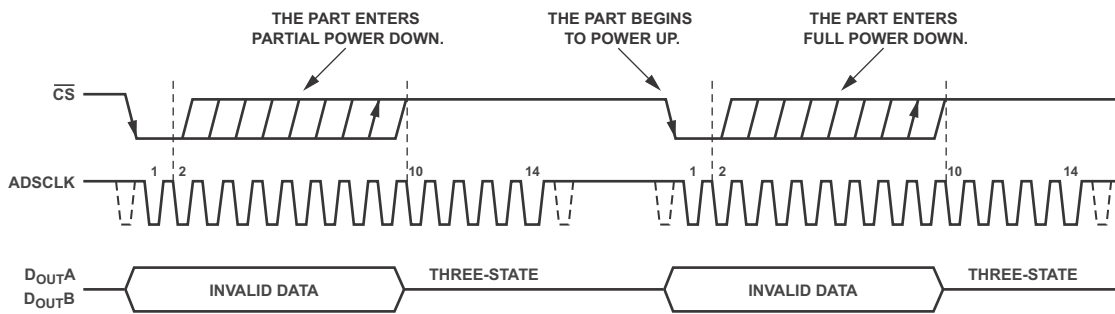 THE PART ENTERS
PARTIAL POWER DOWN.
THE PART BEGINS
TO POWER UP.
THE PART ENTERS
FULL POWER DOWN.
CS
ADSCLK
1 2 10 14 1 2 10 14
DOUTA
DOUTB
INVALID DATA THREE-STATE INVALID DATA THREE-STATE